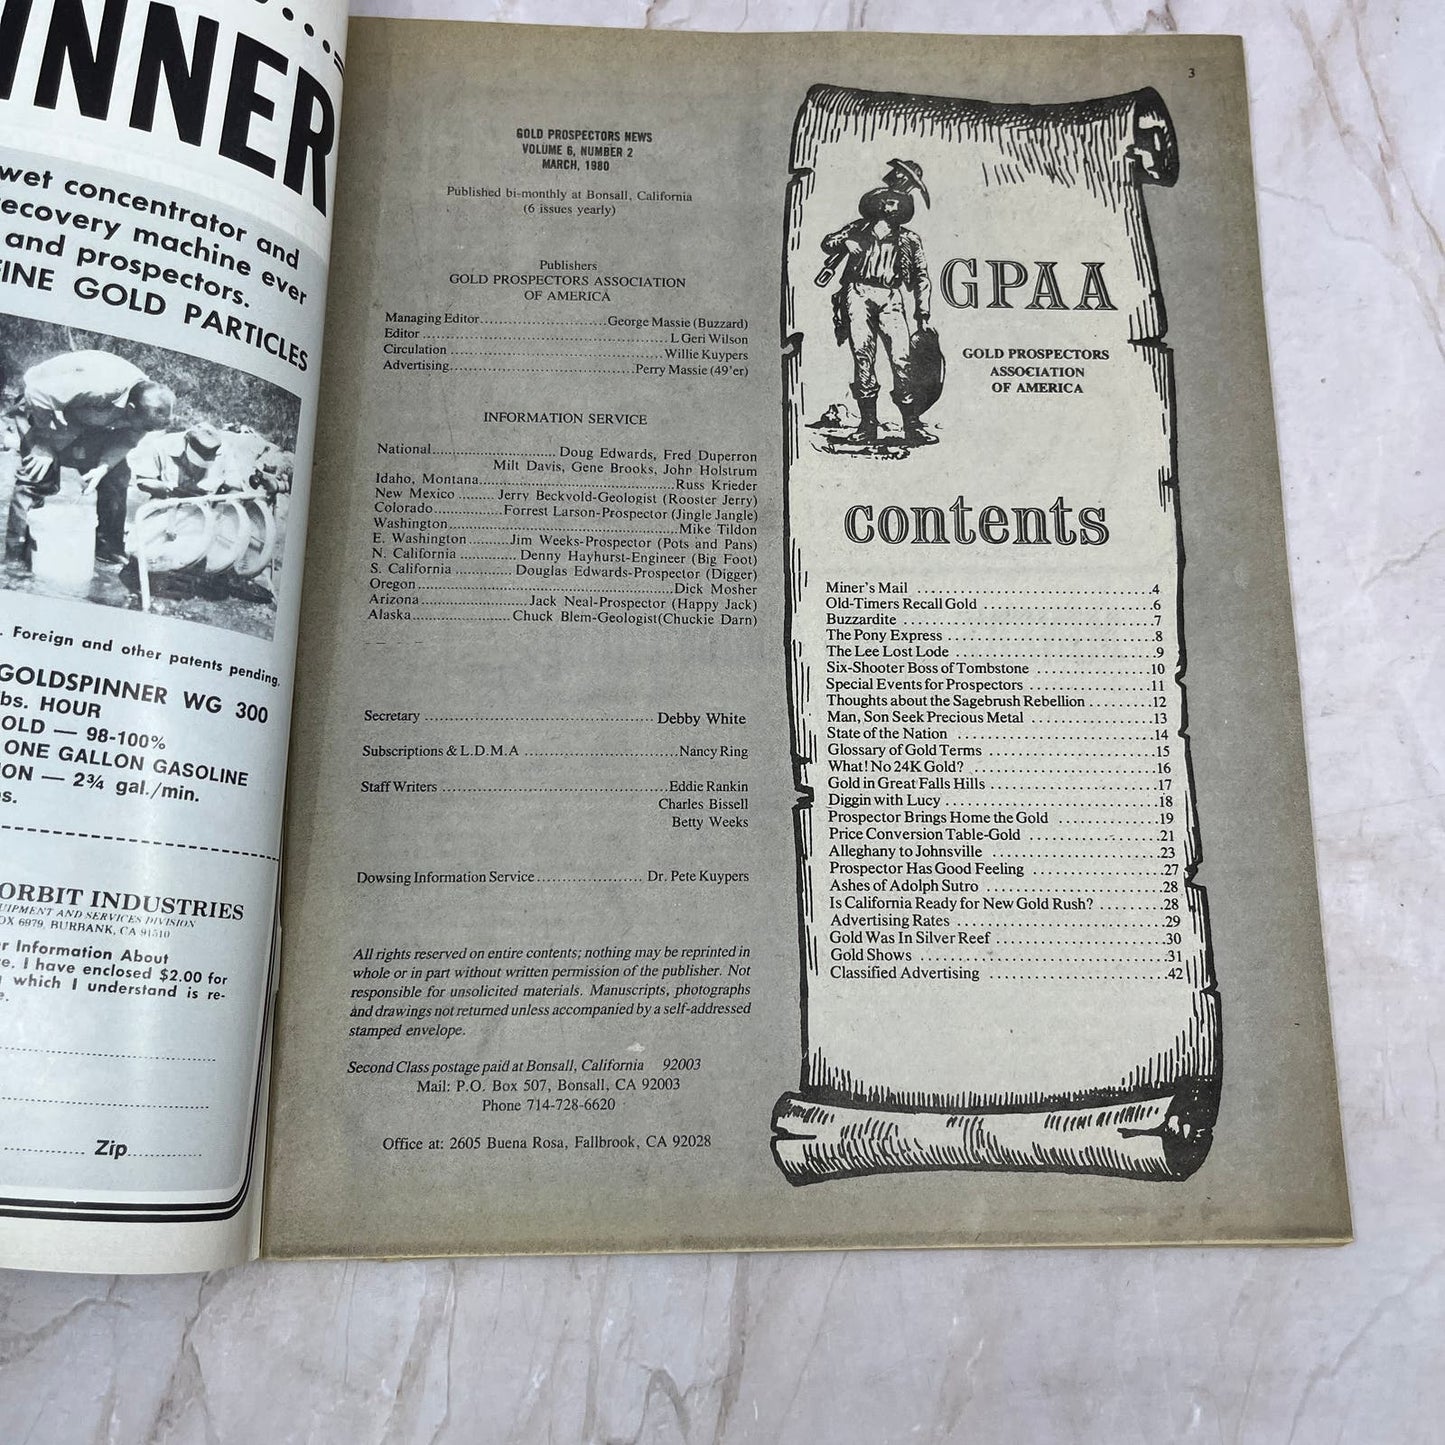 INNER
wet concentrator and
recovery machine ever
and prospectors.
FINE GOLD PARTICLES
. Foreign and other patents pending.
GOLDSPINNER WG 300
bs. HOUR
OLD — 98-100%
ONE GALLON GASOLINE
ION — 2¾ gal./min.
s.
ORBIT INDUSTRIES
UIPMENT AND SERVICES DIVISION
OX 6979, BURBANK, CA 91510
r Information About
e. I have enclosed $2.00 for
which I understand is re-
e.
Zip
3
GOLD PROSPECTORS NEWS
VOLUME 6, NUMBER 2
MARCH, 1980
Published bi-monthly at Bonsall, California
(6 issues yearly)
Publishers
GOLD PROSPECTORS ASSOCIATION
OF AMERICA
Managing Editor............................George Massie (Buzzard)
Editor......................................................L Geri Wilson
Circulation................................................Willie Kuypers
Advertising.........................................Perry Massie (49'er)
INFORMATION SERVICE
National............................Doug Edwards, Fred Duperron
Milt Davis, Gene Brooks, John Holstrum
Idaho, Montana...........................................Russ Krieder
New Mexico.........Jerry Beckvold-Geologist (Rooster Jerry)
Colorado...............Forrest Larson-Prospector (Jingle Jangle)
Washington..................................................Mike Tildon
E. Washington..........Jim Weeks-Prospector (Pots and Pans)
N. California............Denny Hayhurst-Engineer (Big Foot)
S. California.............Douglas Edwards-Prospector (Digger)
Oregon........................................................Dick Mosher
Arizona.......................Jack Neal-Prospector (Happy Jack)
Alaska......................Chuck Blem-Geologist(Chuckie Darn)
Secretary..................................................Debby White
Subscriptions & L.D.M.A..................................Nancy Ring
Staff Writers..................................................Eddie Rankin
Charles Bissell
Betty Weeks
Dowsing Information Service.....................Dr. Pete Kuypers
All rights reserved on entire contents; nothing may be reprinted in
whole or in part without written permission of the publisher. Not
responsible for unsolicited materials. Manuscripts, photographs
and drawings not returned unless accompanied by a self-addressed
stamped envelope.
Second Class postage paid at Bonsall, California 92003
Mail: P.O. Box 507, Bonsall, CA 92003
Phone 714-728-6620
Office at: 2605 Buena Rosa, Fallbrook, CA 92028
GPAA
GOLD PROSPECTORS
ASSOCIATION
OF AMERICA
contents
Miner's Mail..............................4
Old-Timers Recall Gold......................6
Buzzardite..................................7
The Pony Express...........................8
The Lee Lost Lode..........................9
Six-Shooter Boss of Tombstone...............10
Special Events for Prospectors................11
Thoughts about the Sagebrush Rebellion..........12
Man, Son Seek Precious Metal................13
State of the Nation.........................14
Glossary of Gold Terms.....................15
What! No 24K Gold?.......................16
Gold in Great Falls Hills.....................17
Diggin with Lucy...........................18
Prospector Brings Home the Gold.............19
Price Conversion Table-Gold..................21
Alleghany to Johnsville......................23
Prospector Has Good Feeling.................27
Ashes of Adolph Sutro......................28
Is California Ready for New Gold Rush?.........28
Advertising Rates...........................29
Gold Was In Silver Reef.....................30
Gold Shows...............................31
Classified Advertising.......................42